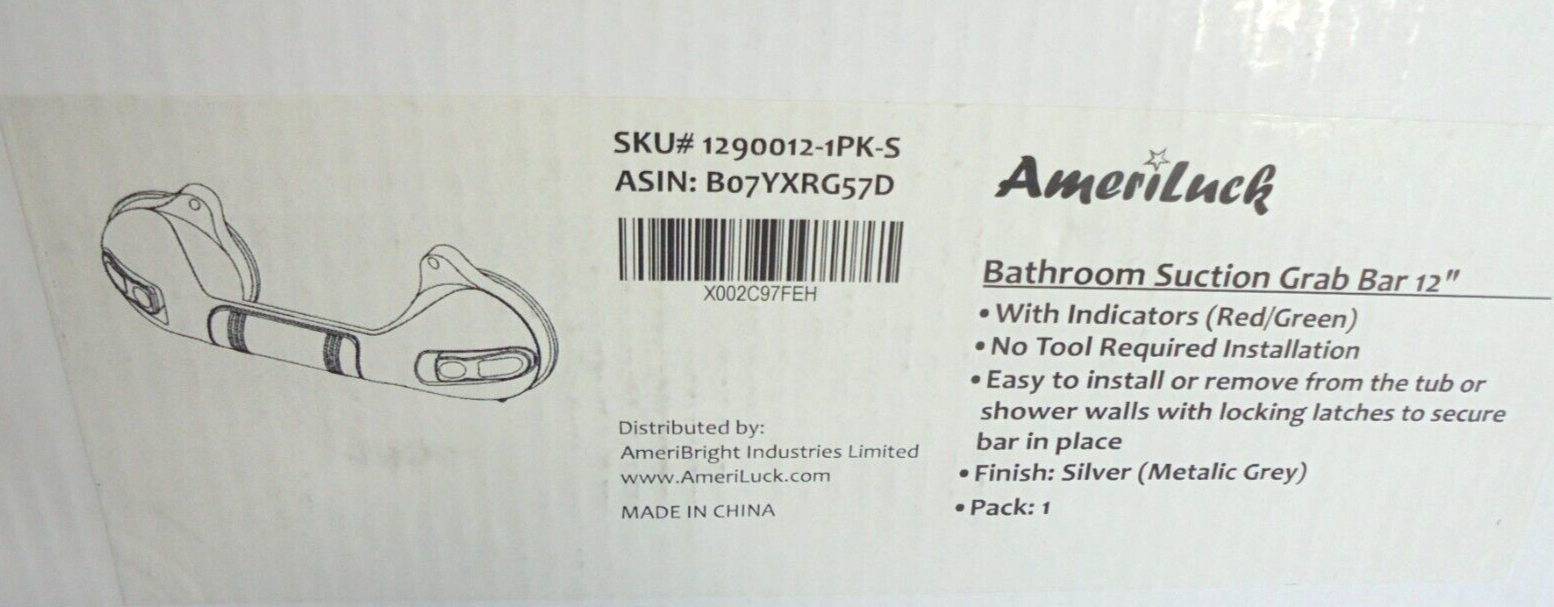 SKU# 1290012-1PK-S
ASIN: B07YXRG57D
X002C97FEH
Distributed by:
AmeriBright Industries Limited
www.AmeriLuck.com
MADE IN CHINA
AmeriLuck
Bathroom Suction Grab Bar 12"
• With Indicators (Red/Green)
• No Tool Required Installation
• Easy to install or remove from the tub or
shower walls with locking latches to secure
bar in place
• Finish: Silver (Metalic Grey)
• Pack: 1